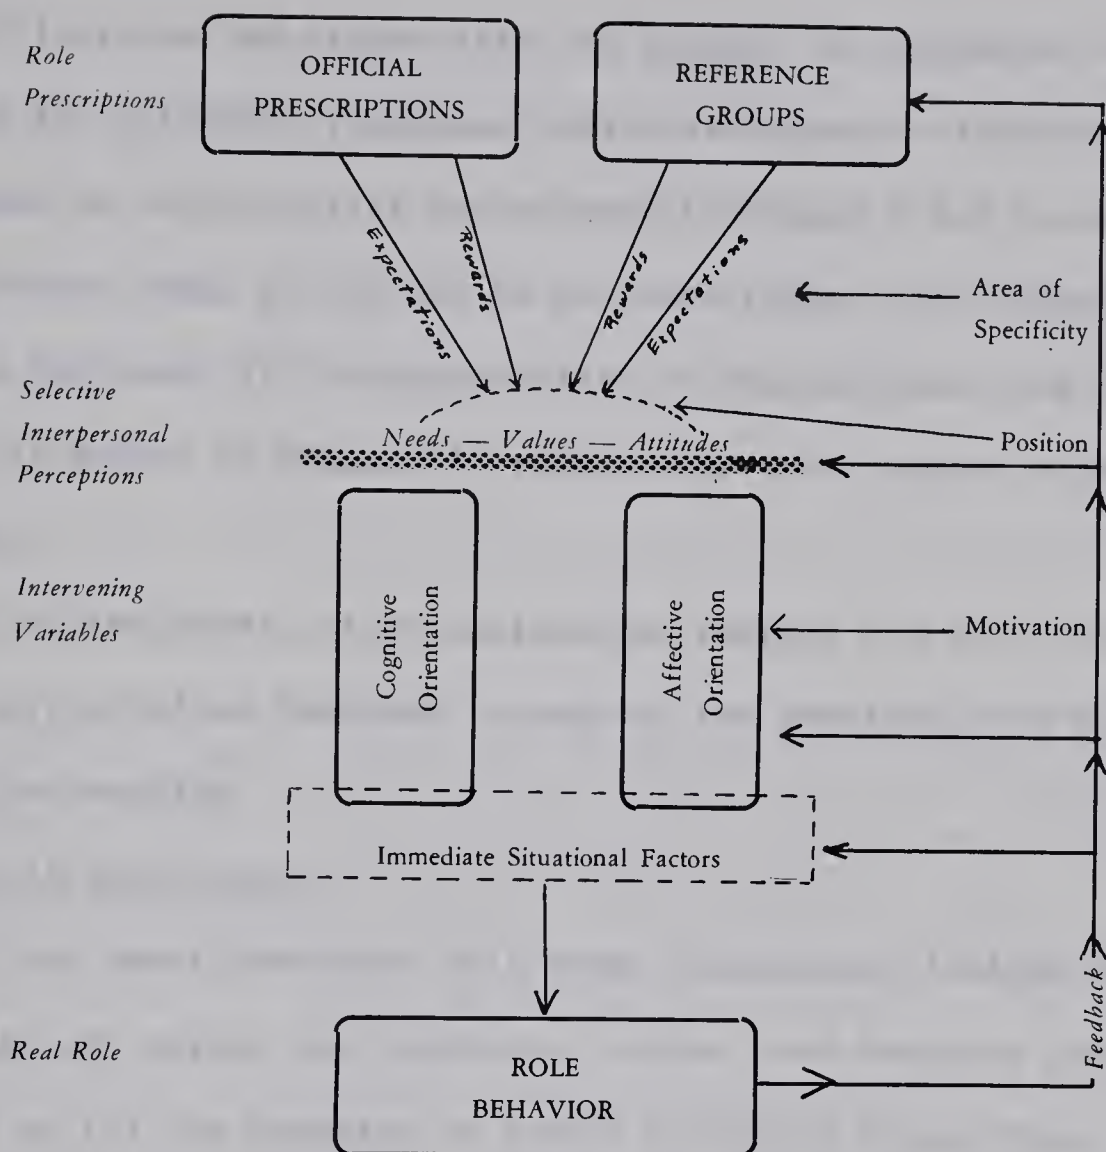 Role
Prescriptions
OFFICIAL
PRESCRIPTIONS
REFERENCE
GROUPS
Expectations
Rewards
Rewards
Expectations
Area of
Specificity
Selective
Interpersonal
Perceptions
Needs — Values — Attitudes
Position
Intervening
Variables
Cognitive
Orientation
Affective
Orientation
Motivation
Immediate Situational Factors
Feedback
Real Role
ROLE
BEHAVIOR